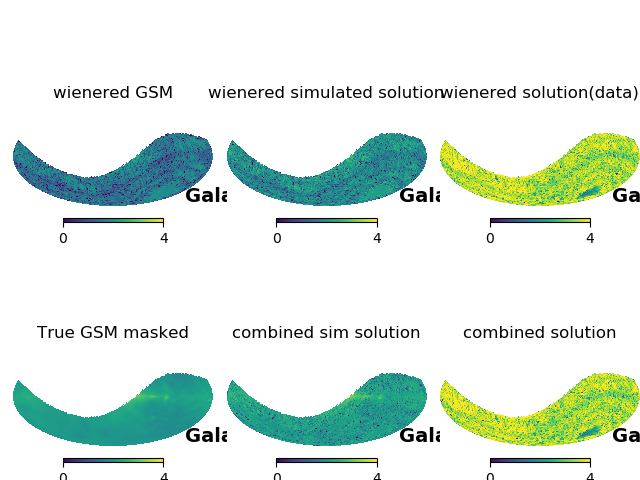 wienered GSM
wienered simulated solution
wienered solution(data)
Gala
Gala
Ga
0 4
0 4
0 4
True GSM masked
combined sim solution
combined solution
Gala
Gala
Ga
0 4
0 4
0 4